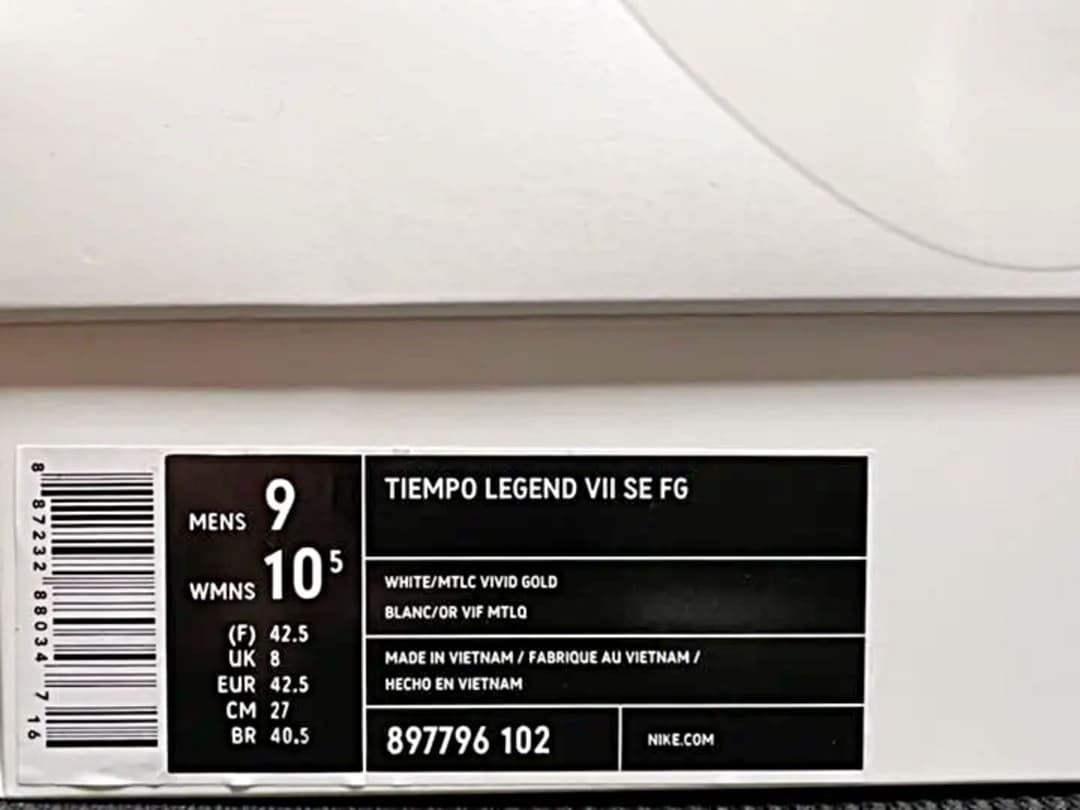 8 87232 88034 7 16
MENS 9
WMNS 10⁵
(F) 42.5
UK 8
EUR 42.5
CM 27
BR 40.5
TIEMPO LEGEND VII SE FG
WHITE/MTLC VIVID GOLD
BLANC/OR VIF MTLQ
MADE IN VIETNAM / FABRIQUE AU VIETNAM /
HECHO EN VIETNAM
897796 102
NIKE.COM